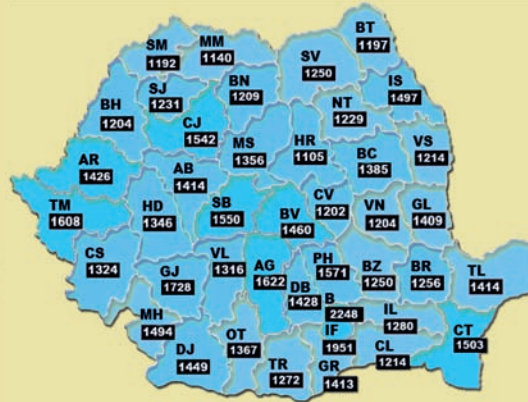 BT
1197
SM
1192
MM
1140
SV
1250
BN
1209
SJ
1231
IS
1497
BH
1204
NT
1229
CJ
1542
MS
1356
HR
1105
BC
1385
VS
1214
AR
1426
AB
1414
TM
1608
HD
1346
SB
1550
BV
1460
CV
1202
VN
1204
GL
1409
CS
1324
GJ
1728
VL
1316
AG
1622
PH
1571
DB
1428
BZ
1250
BR
1256
TL
1414
B
2248
IL
1280
MH
1494
OT
1367
IF
1951
CL
1214
CT
1503
DJ
1449
TR
1272
GR
1413